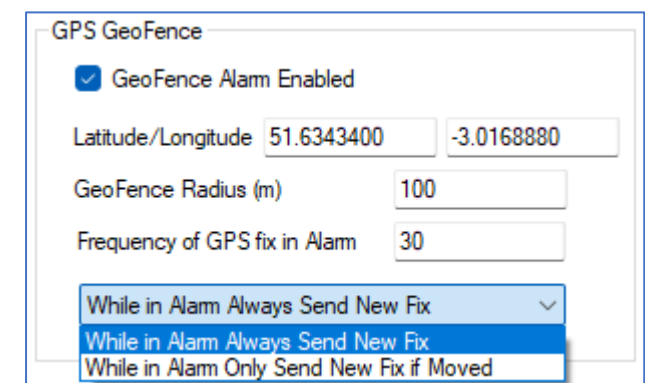 GPS GeoFence
GeoFence Alarm Enabled
Latitude/Longitude 51.6343400 -3.0168880
GeoFence Radius (m) 100
Frequency of GPS fix in Alarm 30
While in Alarm Always Send New Fix
While in Alarm Always Send New Fix
While in Alarm Only Send New Fix if Moved